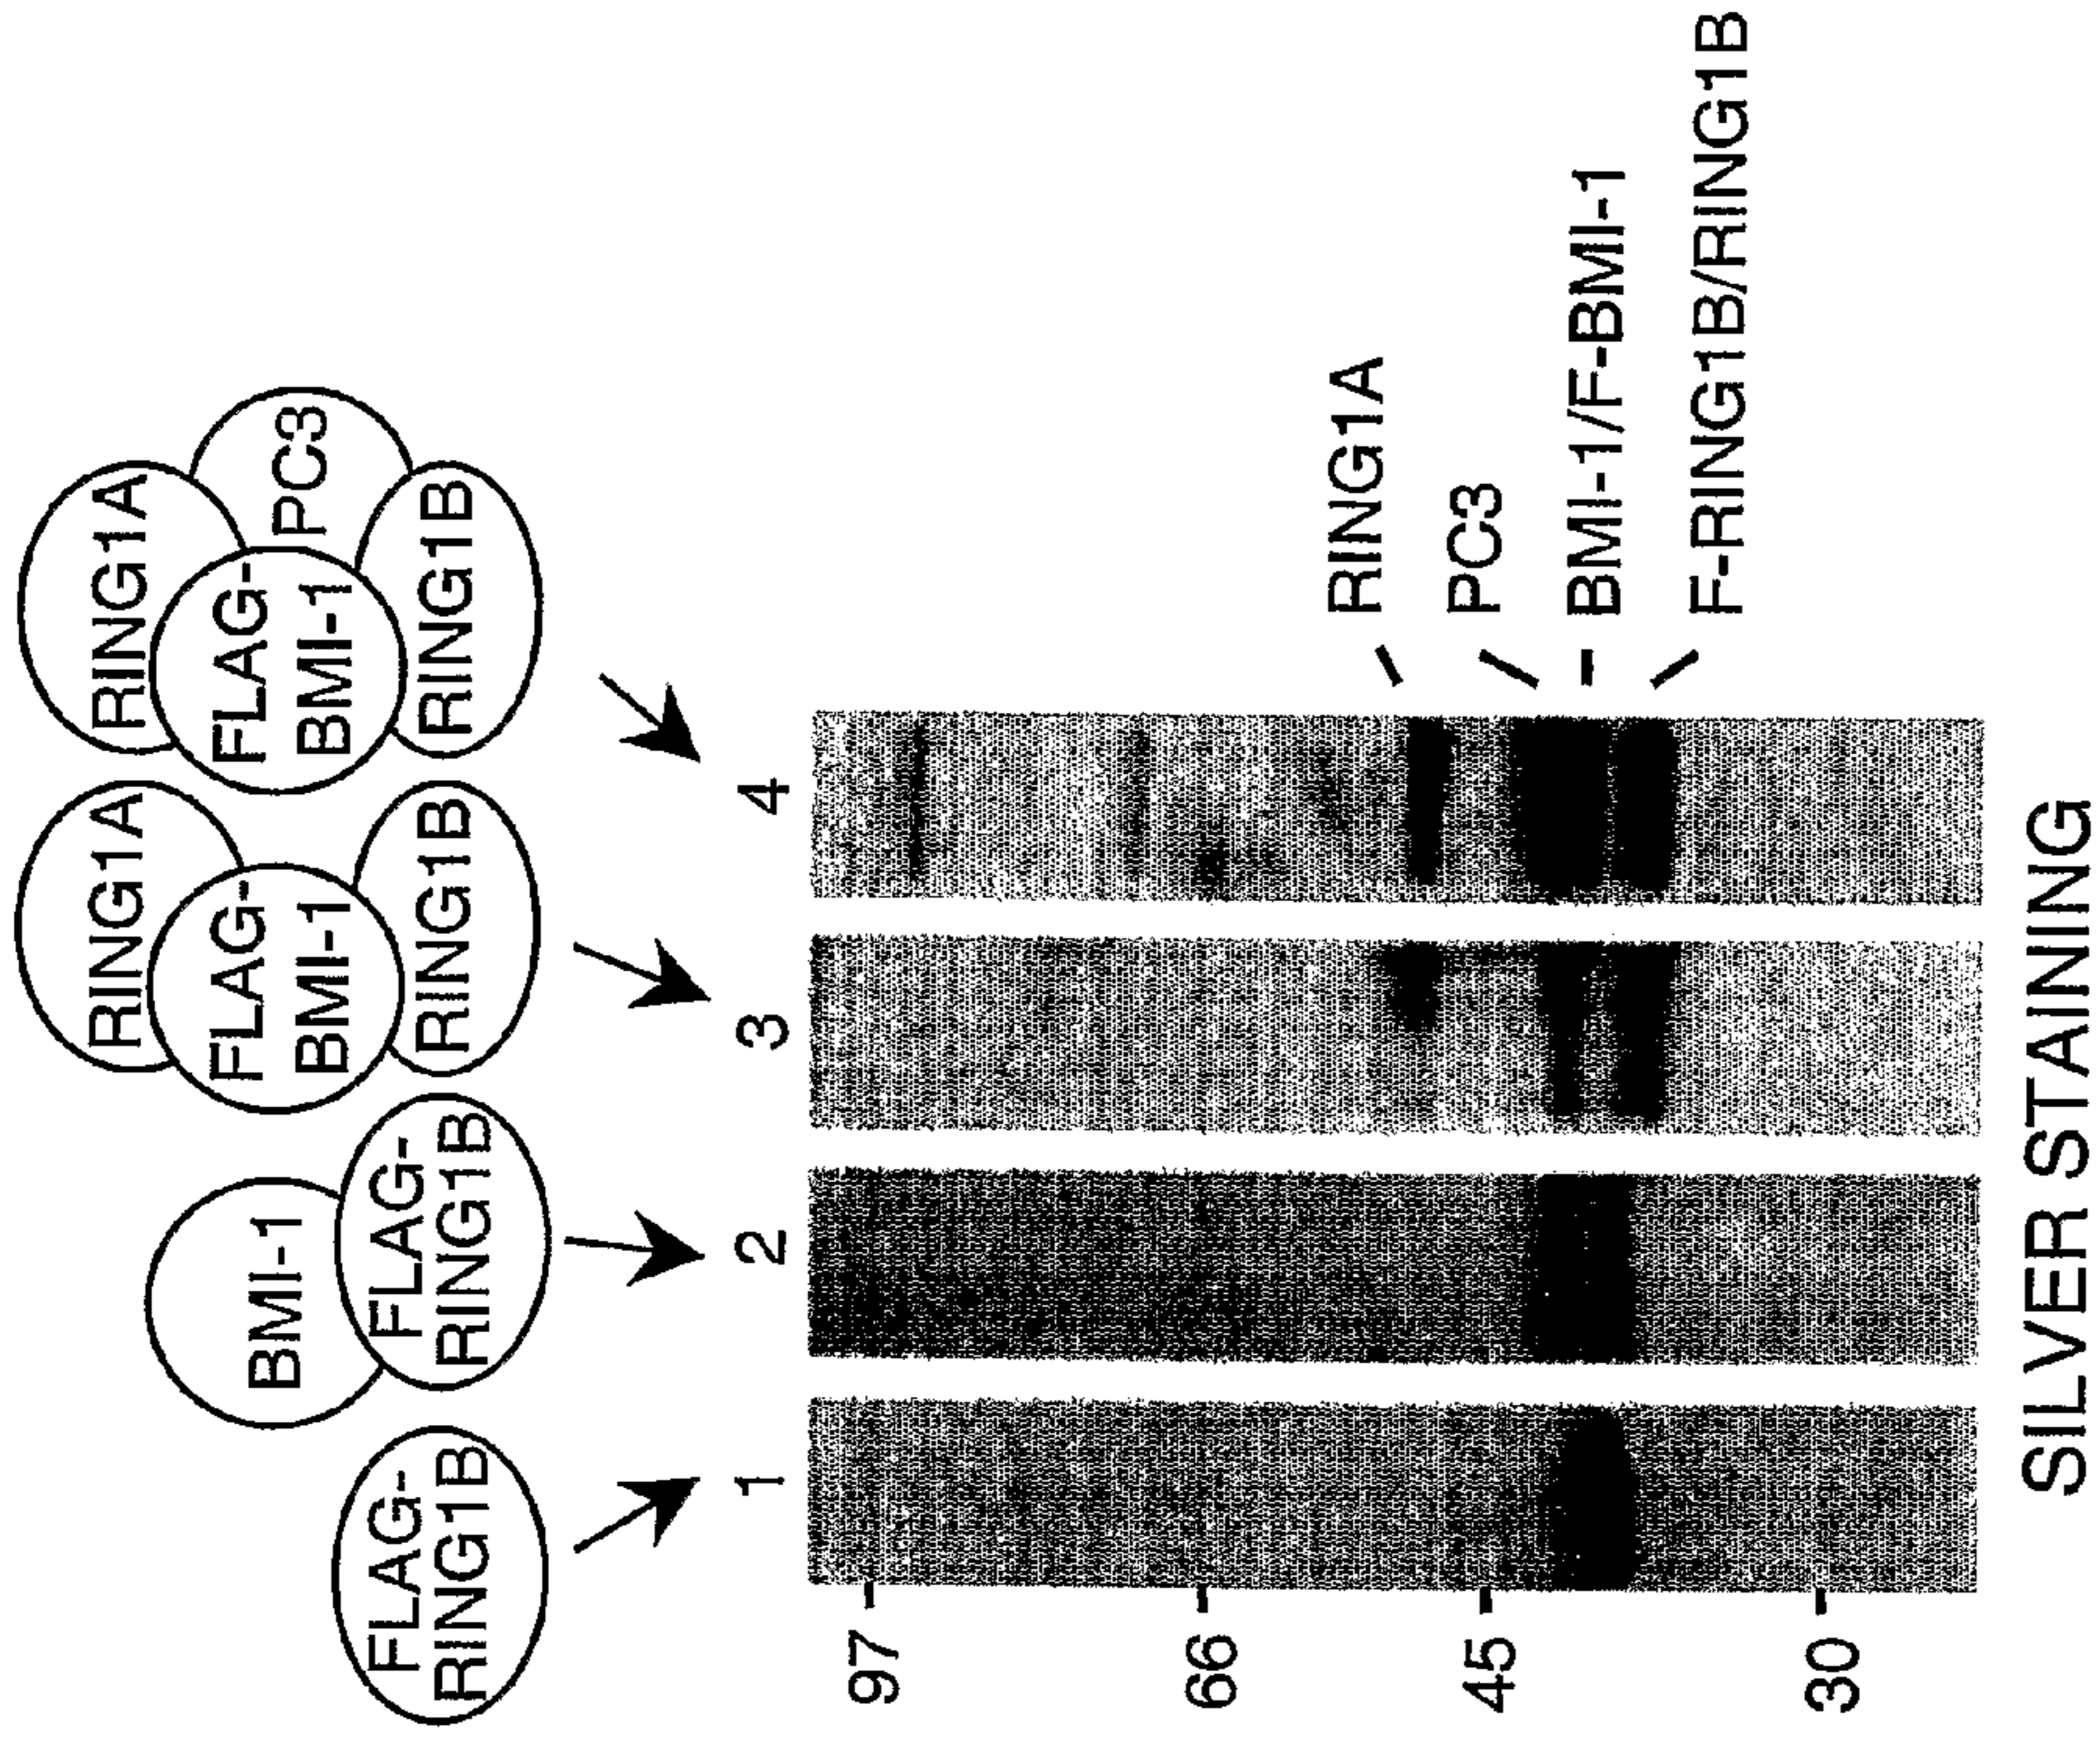 FLAG-
RING1B
BMI-1
FLAG-
RING1B
RING1A
FLAG-
BMI-1
RING1B
RING1A
FLAG-
BMI-1
PC3
RING1B
1
2
3
4
97
66
45
30
RING1A
PC3
BMI-1/F-BMI-1
F-RING1B/RING1B
SILVER STAINING